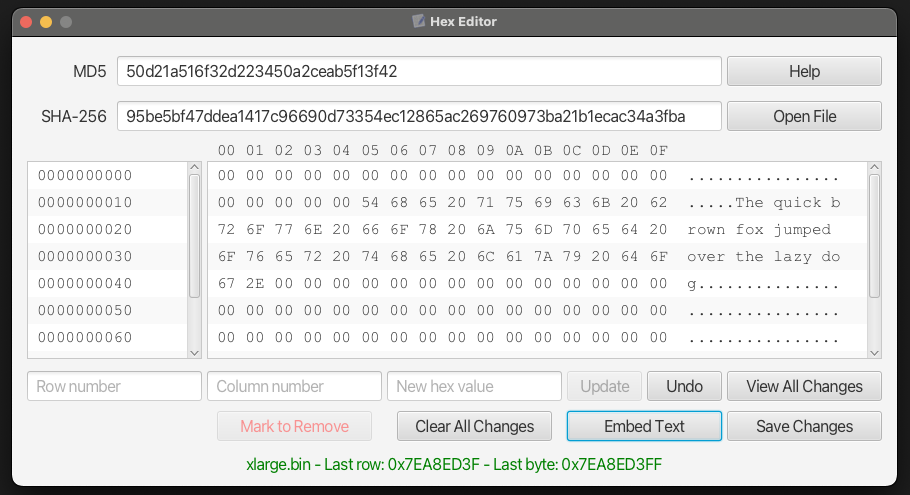 Hex Editor
MD5 50d21a516f32d223450a2ceab5f13f42 Help
SHA-256 95be5bf47ddea1417c96690d73354ec12865ac269760973ba21b1ecac34a3fba Open File
00 01 02 03 04 05 06 07 08 09 0A 0B 0C 0D 0E 0F
0000000000 00 00 00 00 00 00 00 00 00 00 00 00 00 00 00 00 ................
0000000010 00 00 00 00 00 54 68 65 20 71 75 69 63 6B 20 62 .....The quick b
0000000020 72 6F 77 6E 20 66 6F 78 20 6A 75 6D 70 65 64 20 rown fox jumped
0000000030 6F 76 65 72 20 74 68 65 20 6C 61 7A 79 20 64 6F over the lazy do
0000000040 67 2E 00 00 00 00 00 00 00 00 00 00 00 00 00 00 g...............
0000000050 00 00 00 00 00 00 00 00 00 00 00 00 00 00 00 00 ................
0000000060 00 00 00 00 00 00 00 00 00 00 00 00 00 00 00 00 ................
Row number Column number New hex value Update Undo View All Changes
Mark to Remove Clear All Changes Embed Text Save Changes
xlarge.bin - Last row: 0x7EA8ED3F - Last byte: 0x7EA8ED3FF